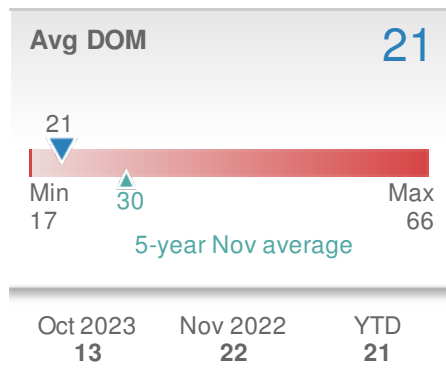 Avg DOM 21
21
30
Min Max
17 66
5-year Nov average
Oct 2023 Nov 2022 YTD
13 22 21